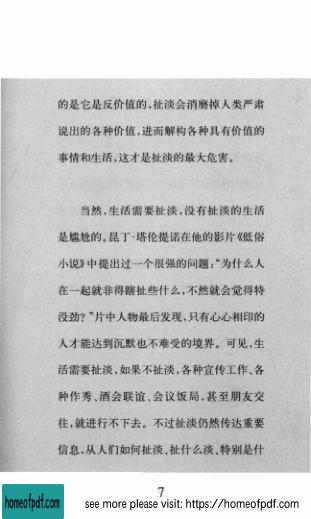 的是它是反价值的，扯淡会消磨掉人类严肃
说出的各种价值，进而解构各种具有价值的
事情和生活，这才是扯淡的最大危害。
当然，生活需要扯淡，没有扯淡的生活
是尴尬的。昆丁·塔伦提诺在他的影片《低俗
小说》中提出过一个很强的问题：“为什么人
在一起就非得瞎扯些什么，不然就会觉得特
没劲？”片中人物最后发现，只有心心相印的
人才能达到沉默也不难受的境界。可见，生
活需要扯淡，如果不扯淡，各种宣传工作、各
种作秀、酒会联谊、会议饭局，甚至朋友交
往，就进行不下去。不过扯淡仍然传达重要
信息，从人们如何扯淡、扯什么淡、特别是什
7
homeofpdf.com
see more please visit: https://homeofpdf.com